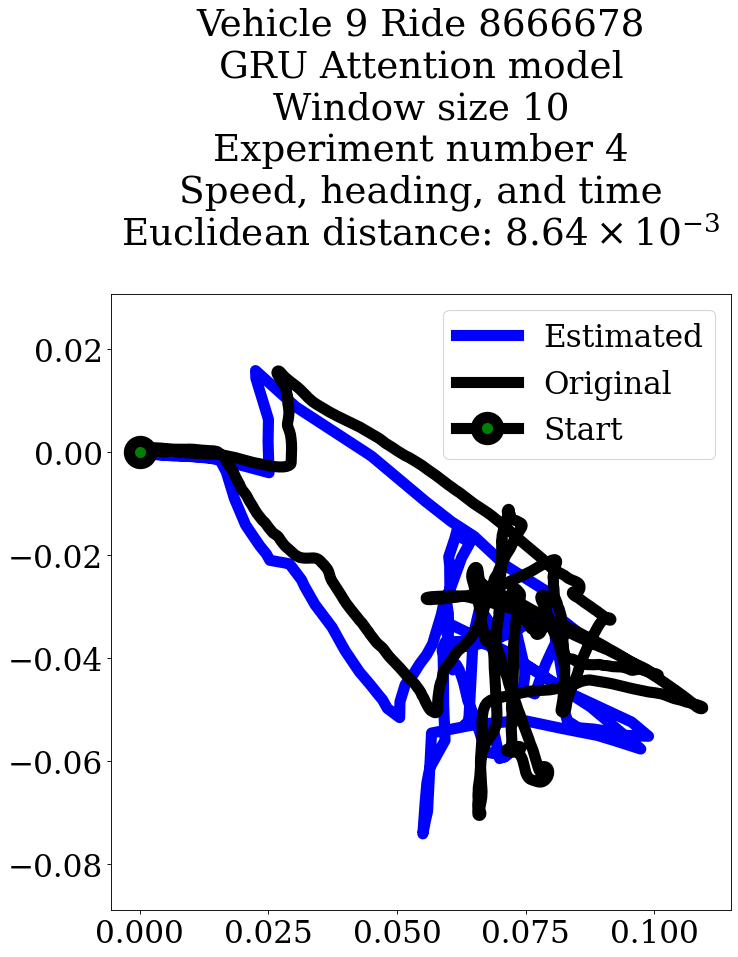 Vehicle 9 Ride 8666678
GRU Attention model
Window size 10
Experiment number 4
Speed, heading, and time
Euclidean distance: 8.64 × 10⁻³
Estimated
Original
Start
0.02
0.00
−0.02
−0.04
−0.06
−0.08
0.000 0.025 0.050 0.075 0.100